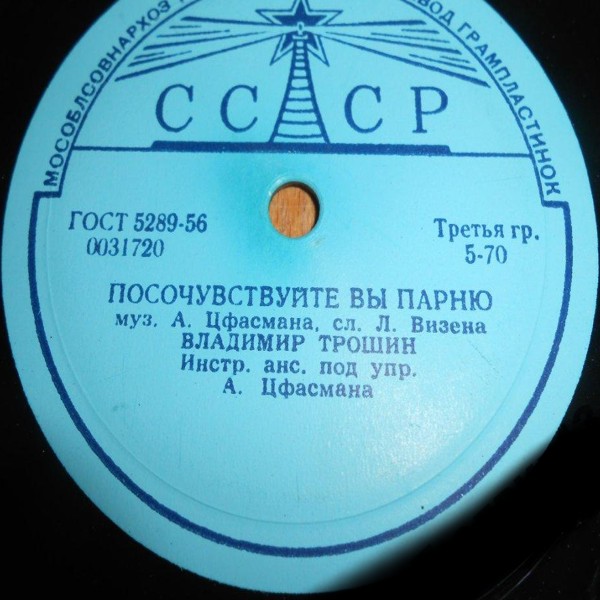 МОСОБЛСОВНАРХОЗ
ВОД ГРАМПЛАСТИНОК
СССР
ГОСТ 5289-56
0031720
Третья гр.
5-70
ПОСОЧУВСТВУЙТЕ ВЫ ПАРНЮ
муз. А. Цфасмана, сл. Л. Визена
ВЛАДИМИР ТРОШИН
Инстр. анс. под упр.
А. Цфасмана